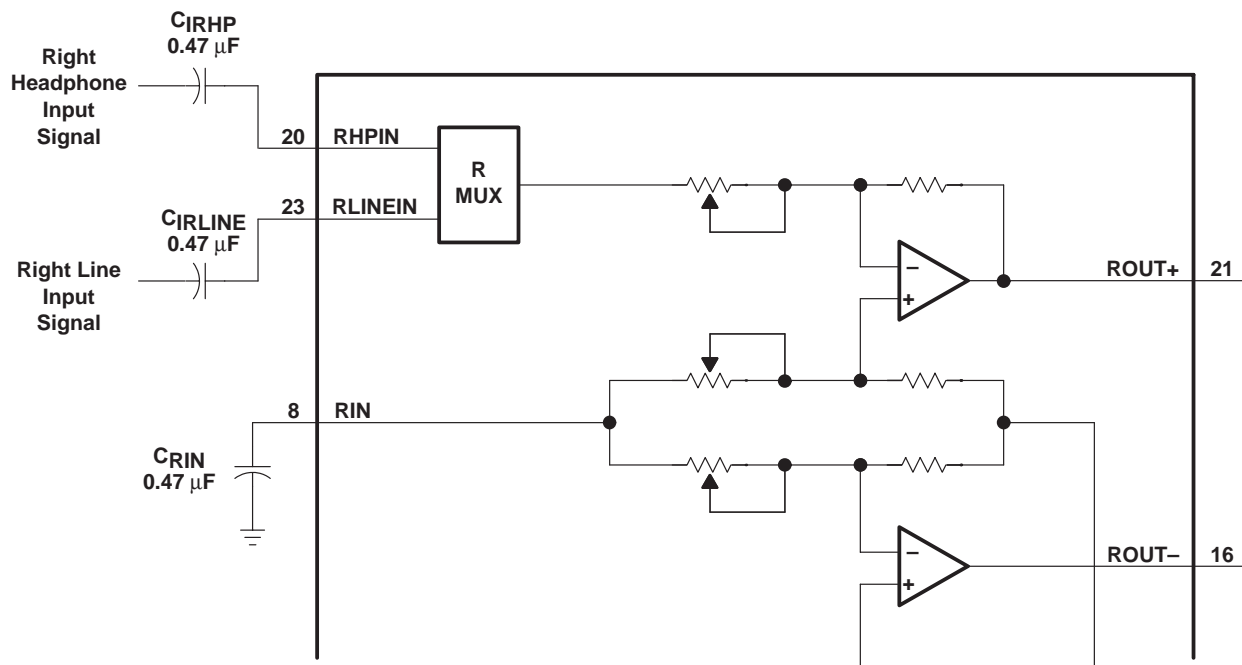 CIRHP
0.47 μF
Right
Headphone
Input
Signal
20 RHPIN
R
MUX
23 RLINEIN
CIRLINE
0.47 μF
Right Line
Input
Signal
−
+
ROUT+ 21
8 RIN
CRIN
0.47 μF
−
+
ROUT− 16